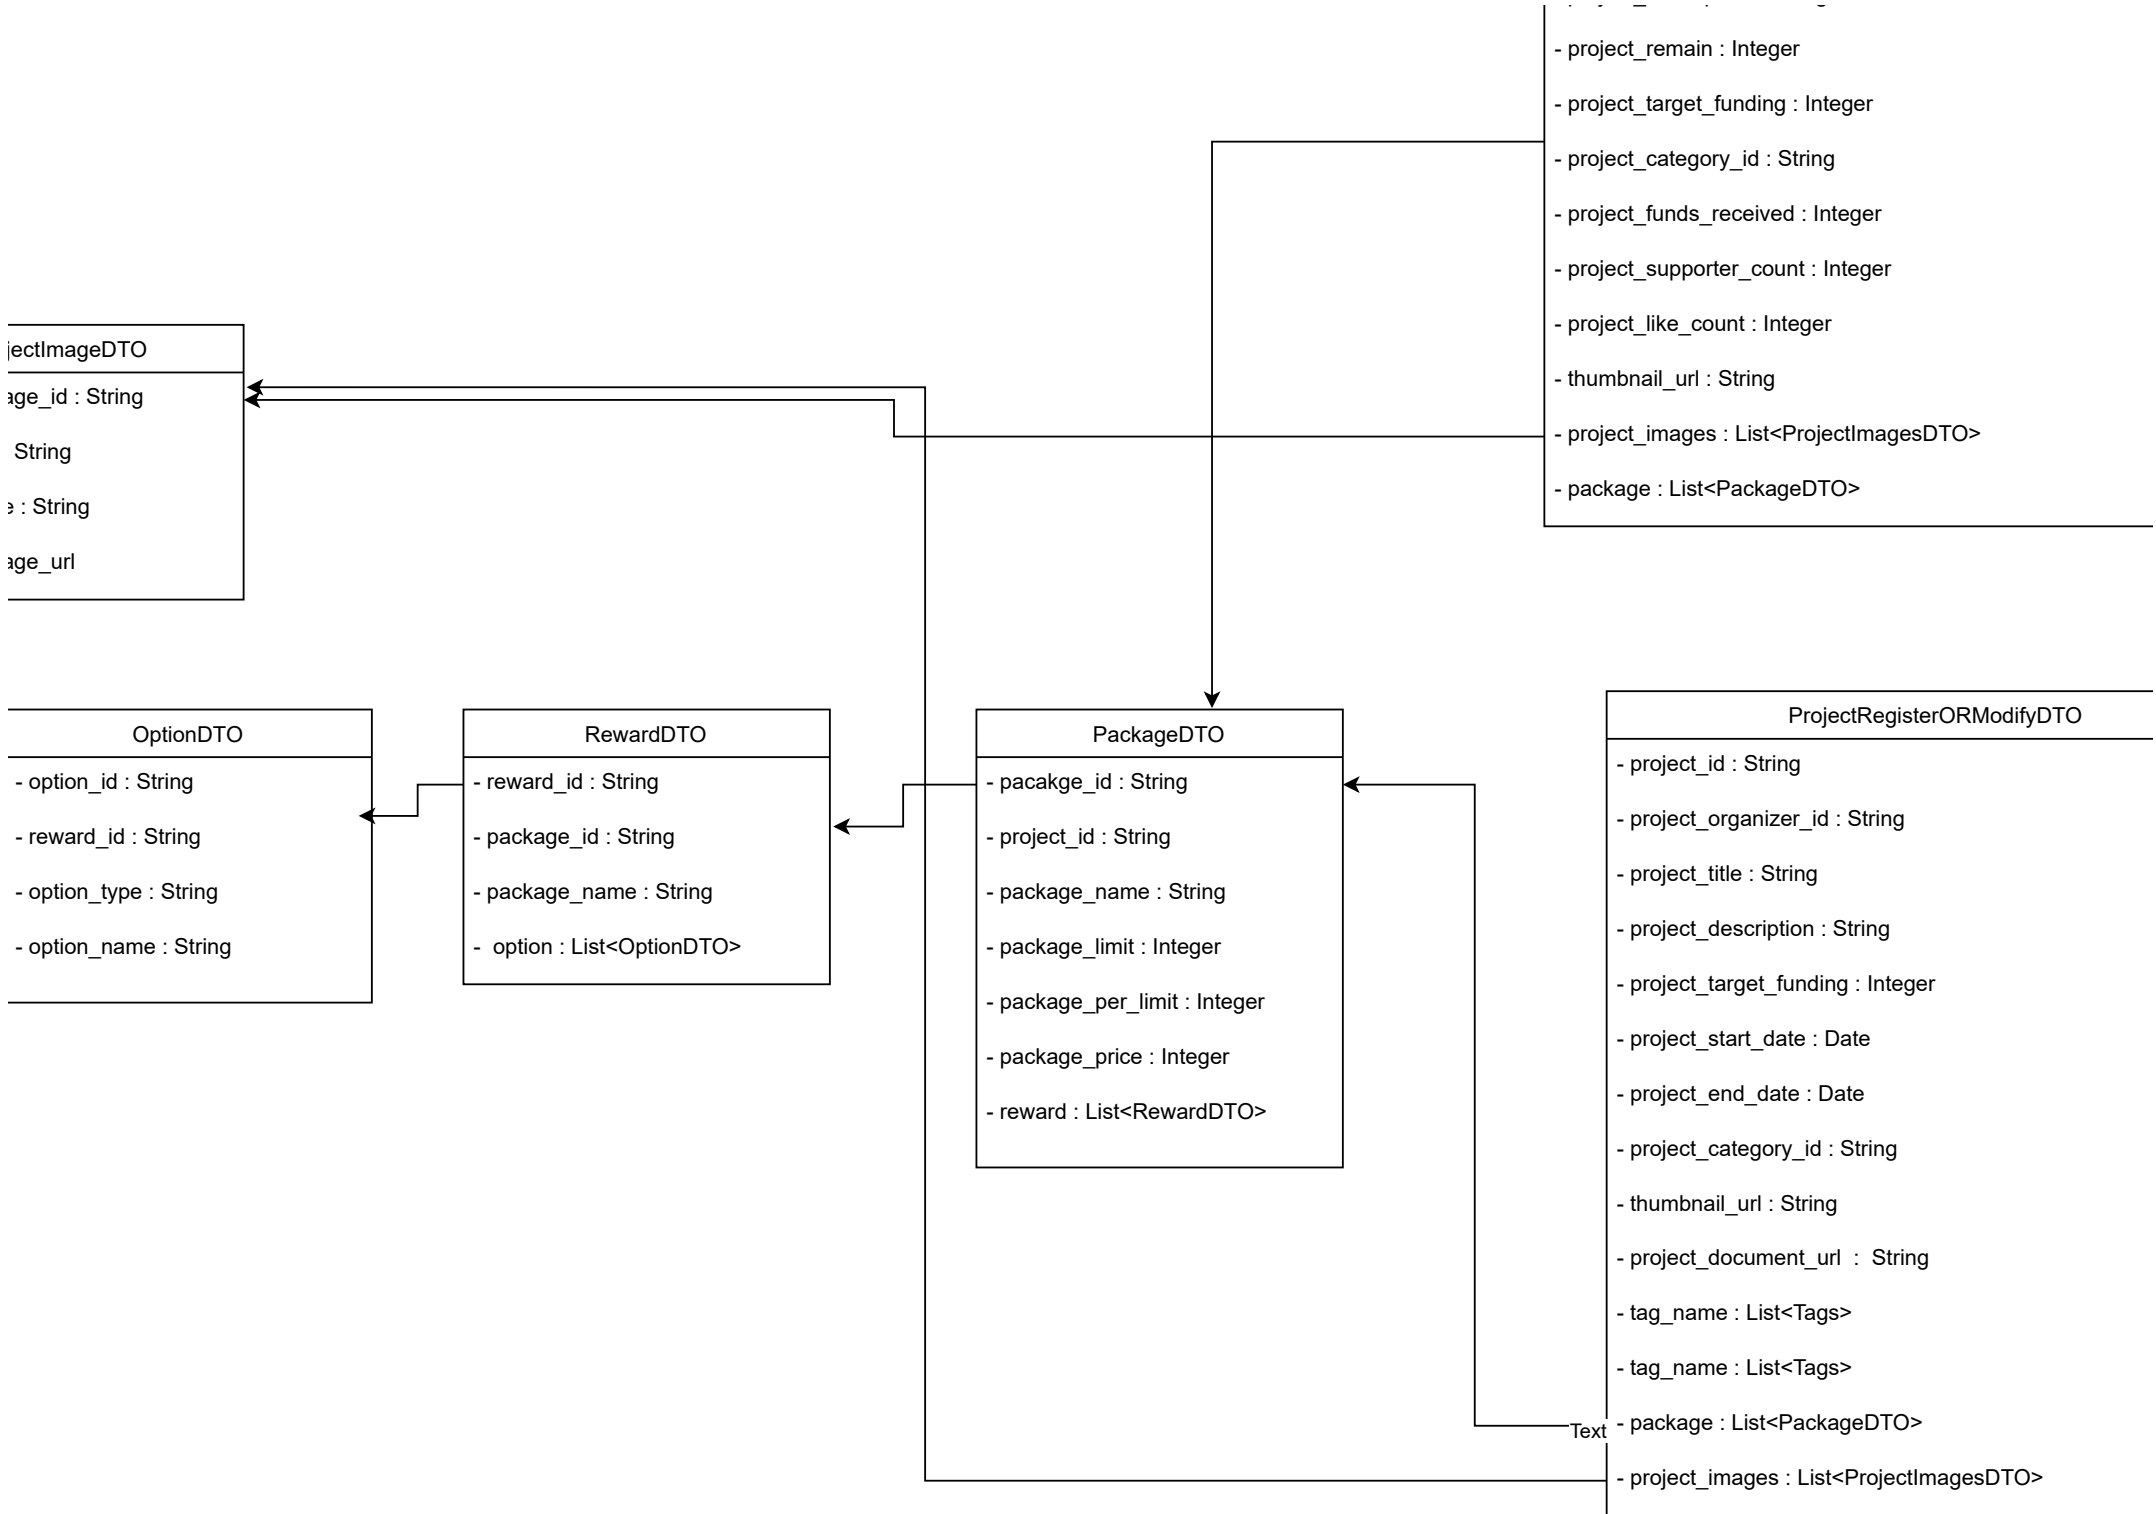 - project_remain : Integer
- project_target_funding : Integer
- project_category_id : String
- project_funds_received : Integer
- project_supporter_count : Integer
- project_like_count : Integer
- thumbnail_url : String
- project_images : List<ProjectImagesDTO>
- package : List<PackageDTO>
jectImageDTO
age_id : String
String
e : String
age_url
OptionDTO
- option_id : String
- reward_id : String
- option_type : String
- option_name : String
RewardDTO
- reward_id : String
- package_id : String
- package_name : String
- option : List<OptionDTO>
PackageDTO
- pacakge_id : String
- project_id : String
- package_name : String
- package_limit : Integer
- package_per_limit : Integer
- package_price : Integer
- reward : List<RewardDTO>
ProjectRegisterORModifyDTO
- project_id : String
- project_organizer_id : String
- project_title : String
- project_description : String
- project_target_funding : Integer
- project_start_date : Date
- project_end_date : Date
- project_category_id : String
- thumbnail_url : String
- project_document_url : String
- tag_name : List<Tags>
- tag_name : List<Tags>
- package : List<PackageDTO>
- project_images : List<ProjectImagesDTO>
Text